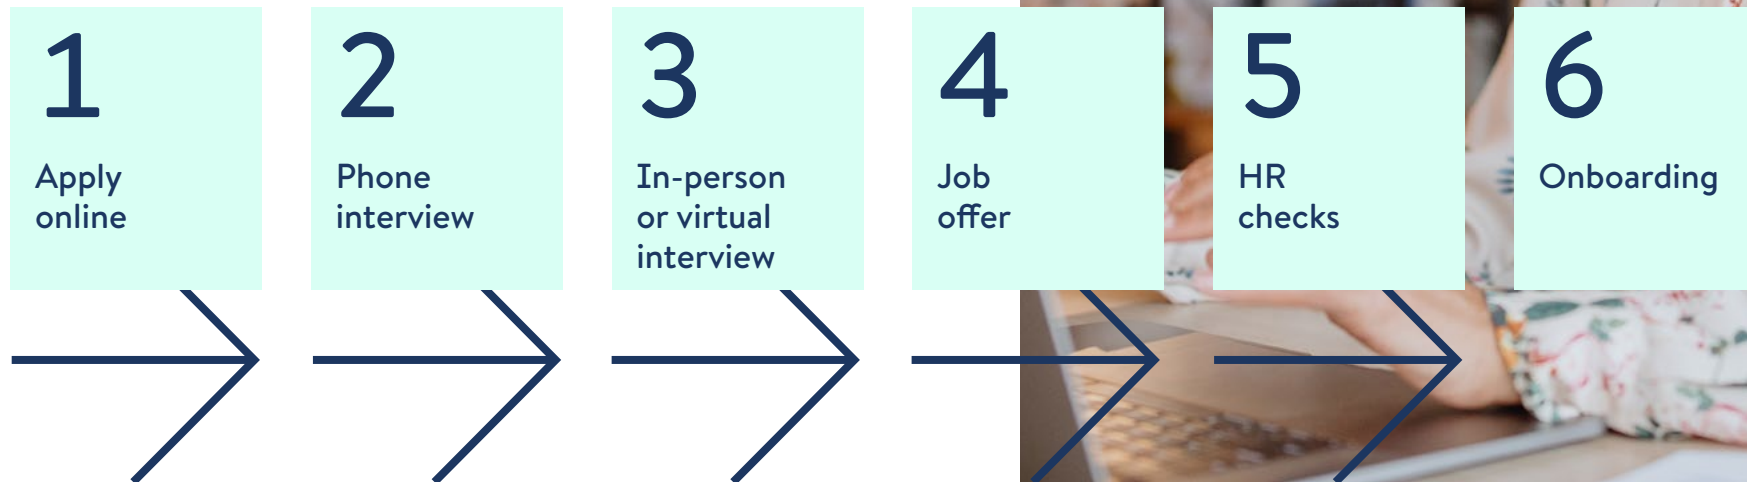 1
Apply
online
2
Phone
interview
3
In-person
or virtual
interview
4
Job
offer
5
HR
checks
6
Onboarding